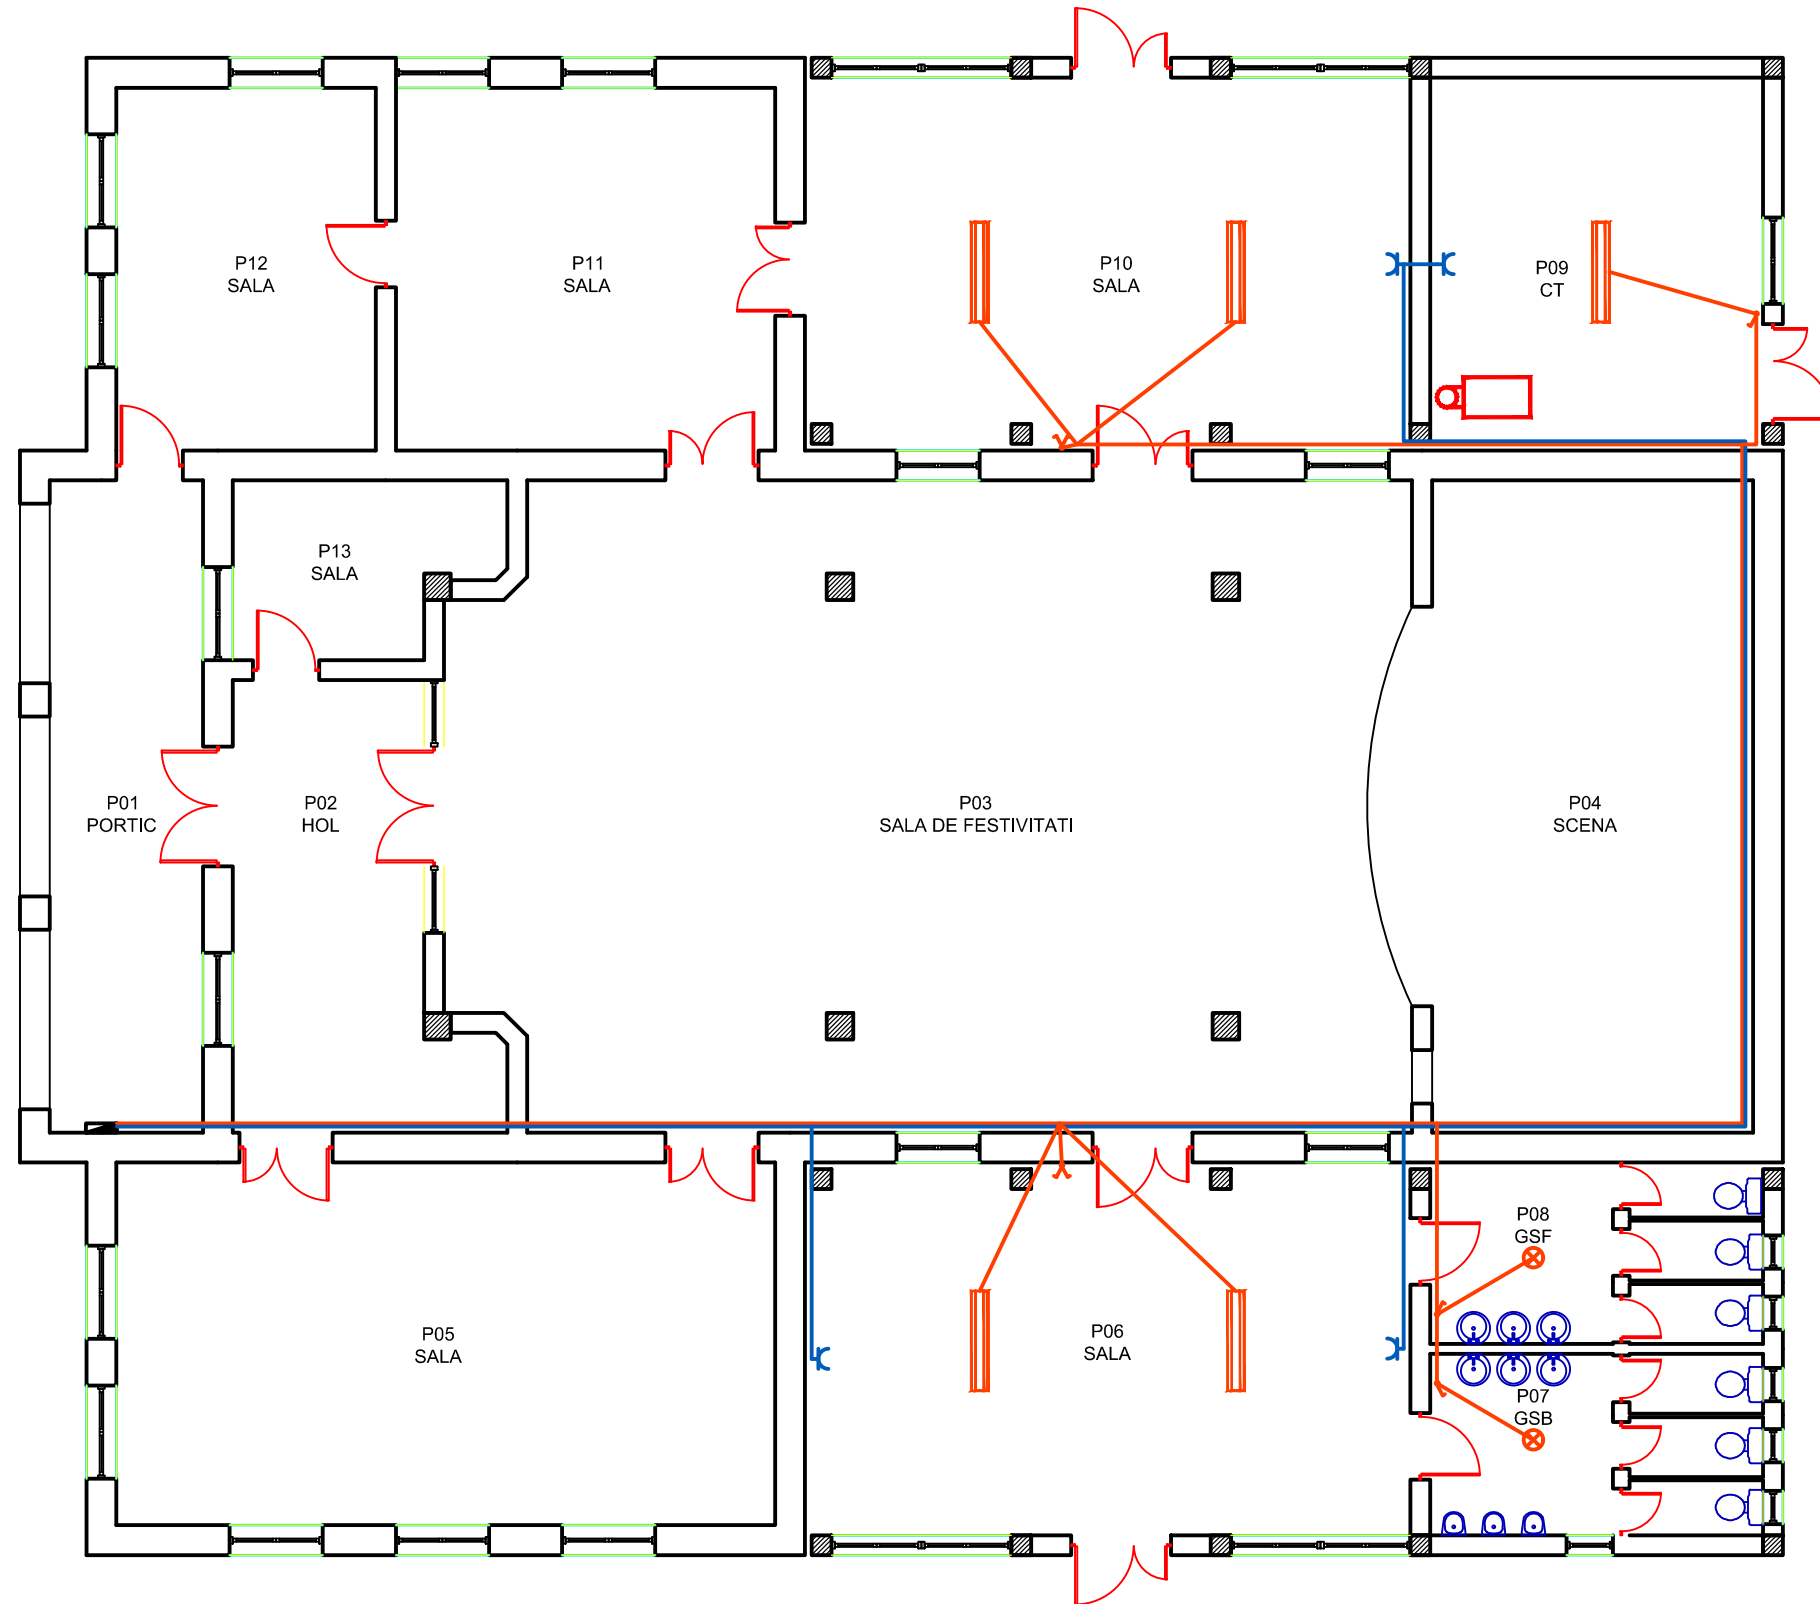 P12
SALA
P11
SALA
P10
SALA
P09
CT
P13
SALA
P01
PORTIC
P02
HOL
P03
SALA DE FESTIVITATI
P04
SCENA
P05
SALA
P06
SALA
P08
GSF
P07
GSB